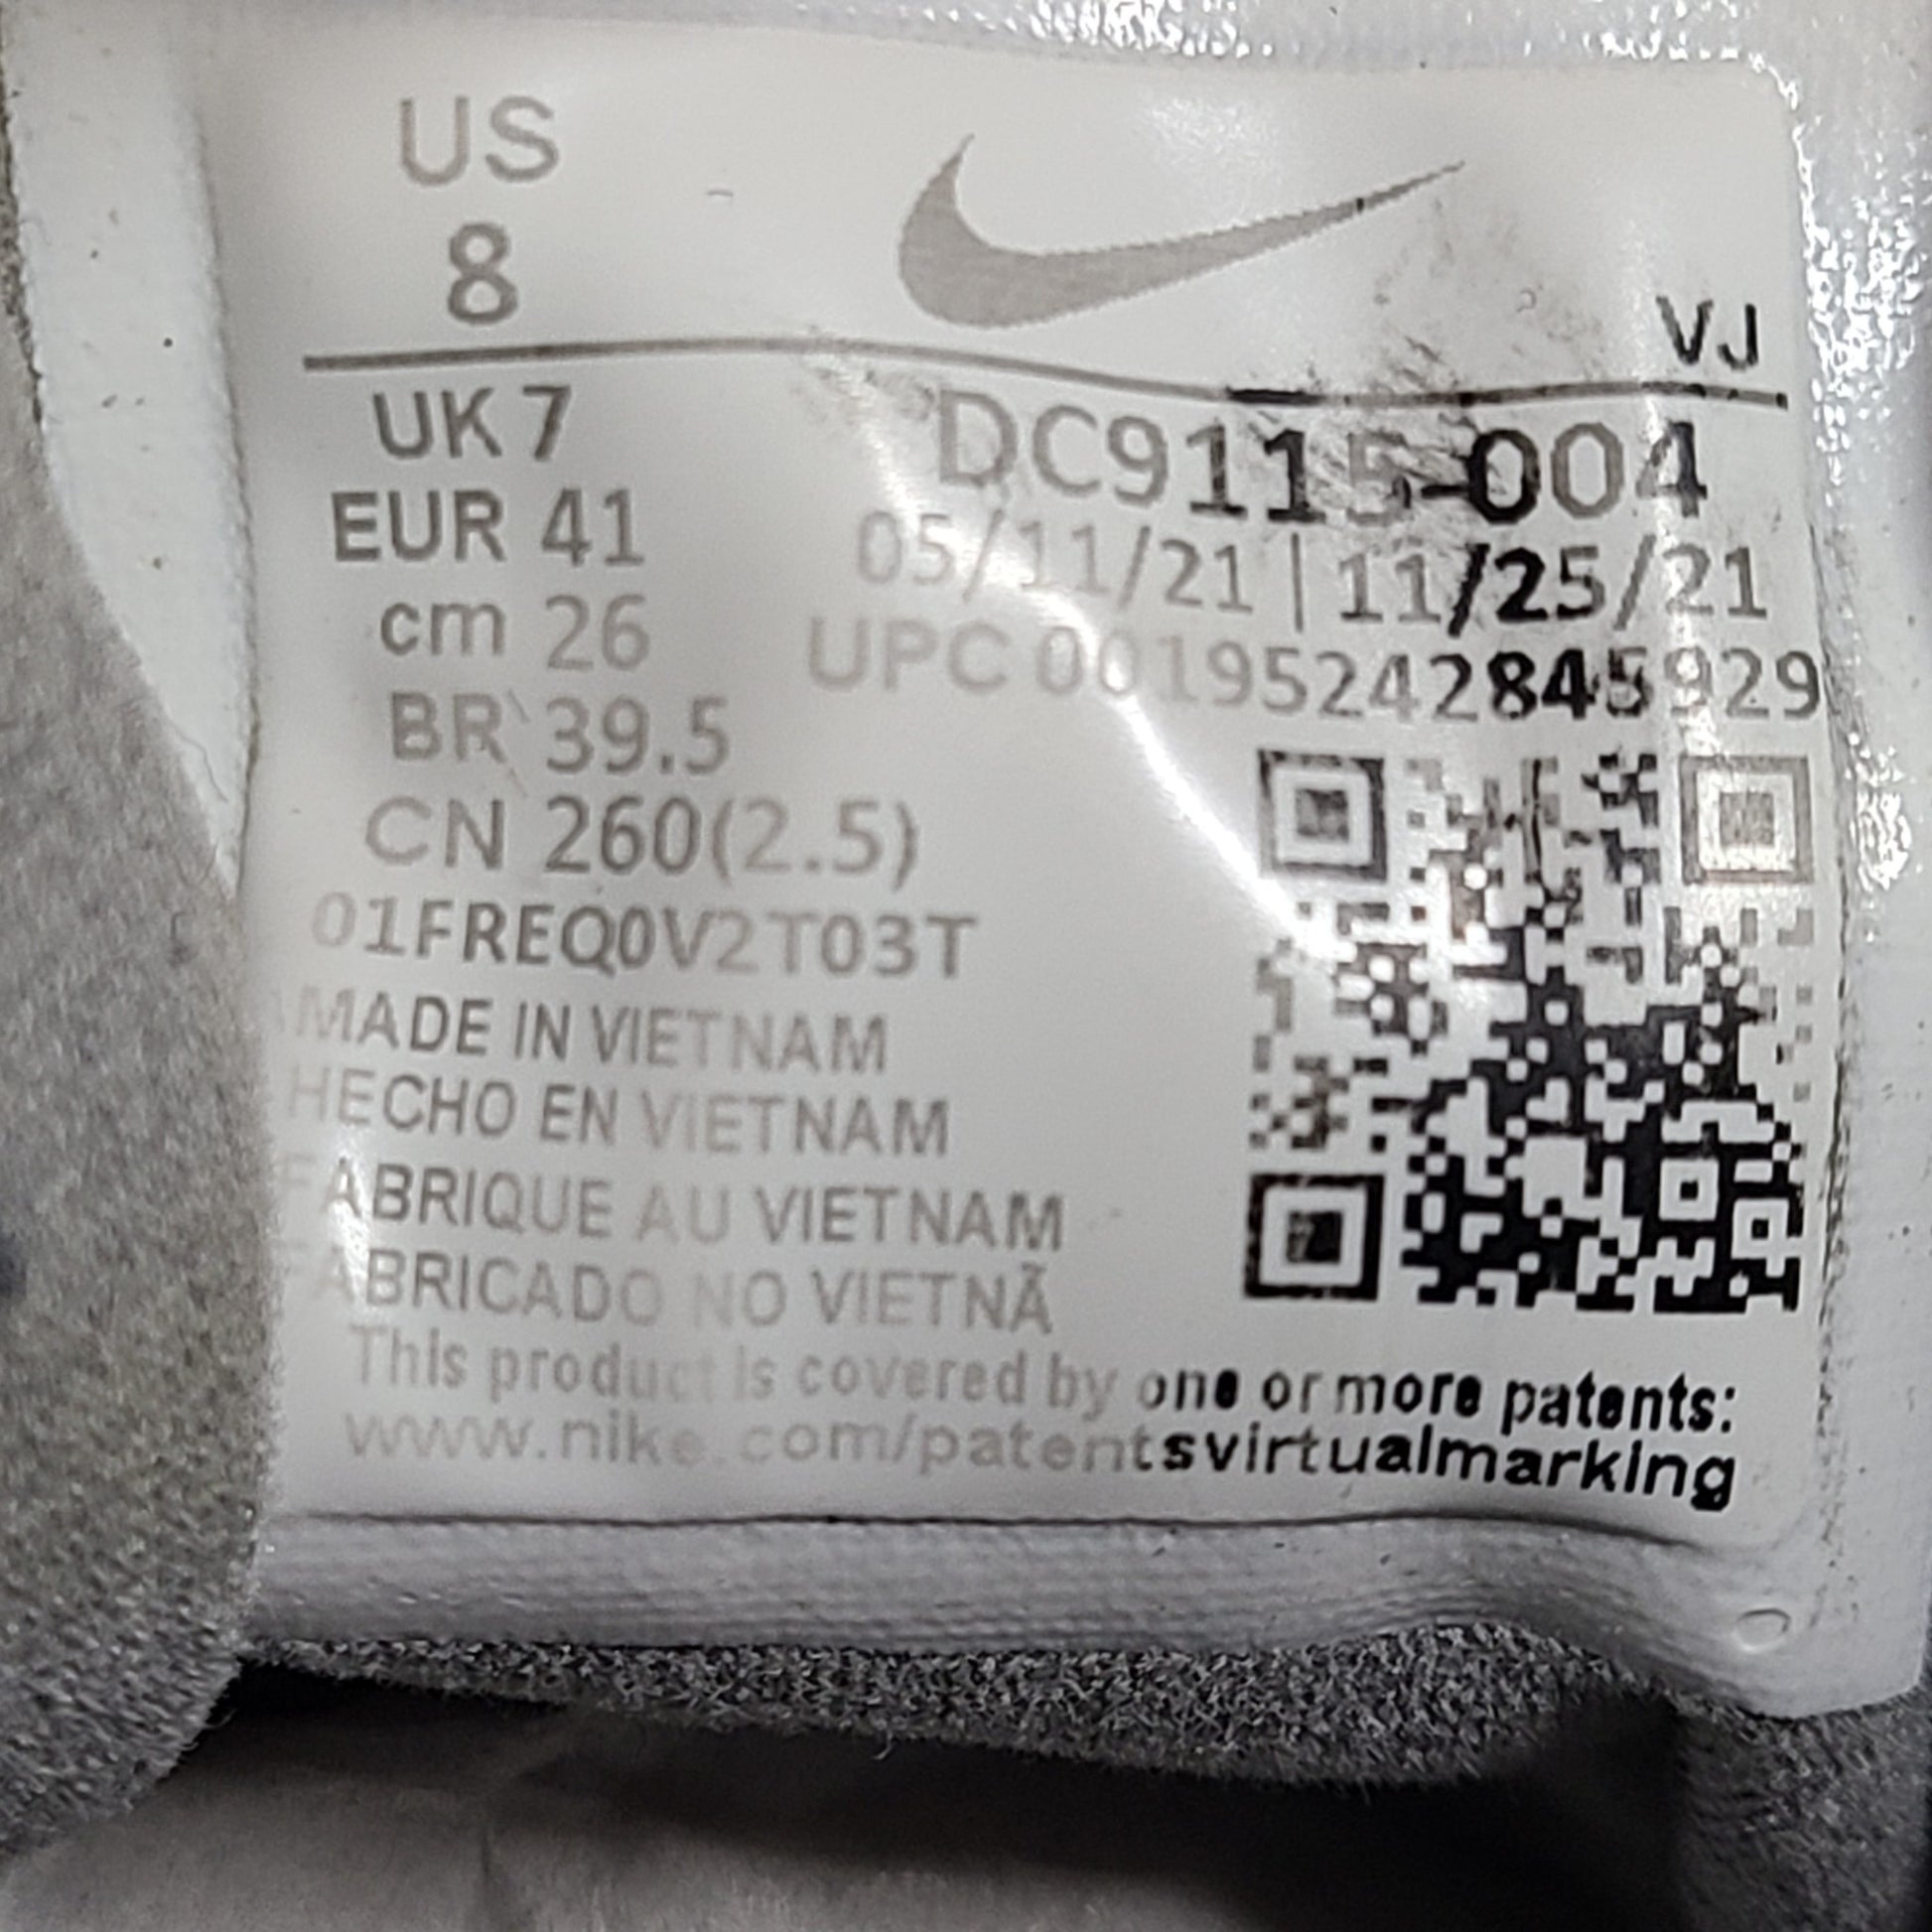 US
8
VJ
UK 7
EUR 41
cm 26
BR 39.5
CN 260(2.5)
01FREQ0V2T03T
MADE IN VIETNAM
HECHO EN VIETNAM
FABRIQUE AU VIETNAM
FABRICADO NO VIETNÃ
DC9115-004
05/11/21 | 11/25/21
UPC 00195242845929
This product is covered by one or more patents:
www.nike.com/patentsvirtualmarking